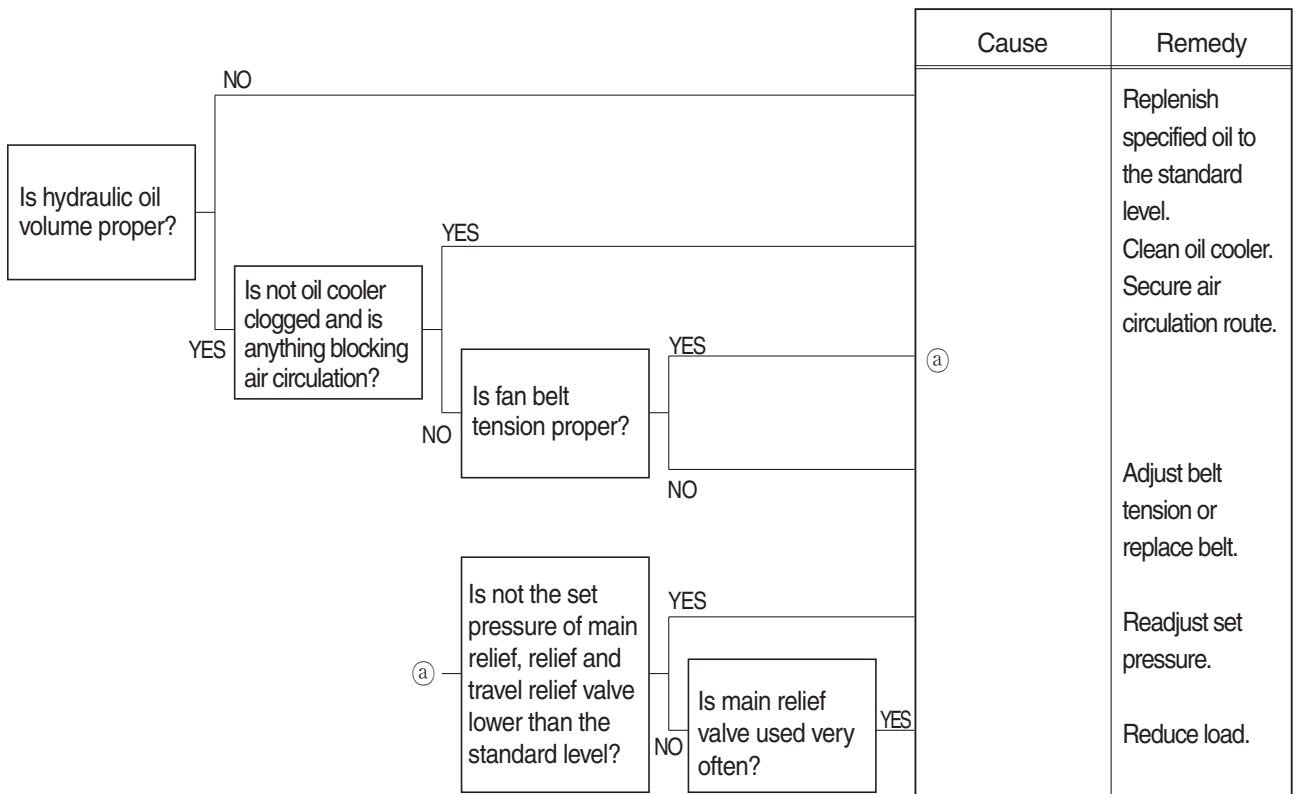 Cause
Remedy
NO
Replenish
specified oil to
the standard
level.
Is hydraulic oil
volume proper?
YES
Clean oil cooler.
Secure air
circulation route.
YES
Is not oil cooler
clogged and is
anything blocking
air circulation?
YES
ⓐ
NO
Is fan belt
tension proper?
NO
Adjust belt
tension or
replace belt.
ⓐ
Is not the set
pressure of main
relief, relief and
travel relief valve
lower than the
standard level?
YES
Readjust set
pressure.
NO
Is main relief
valve used very
often?
YES
Reduce load.